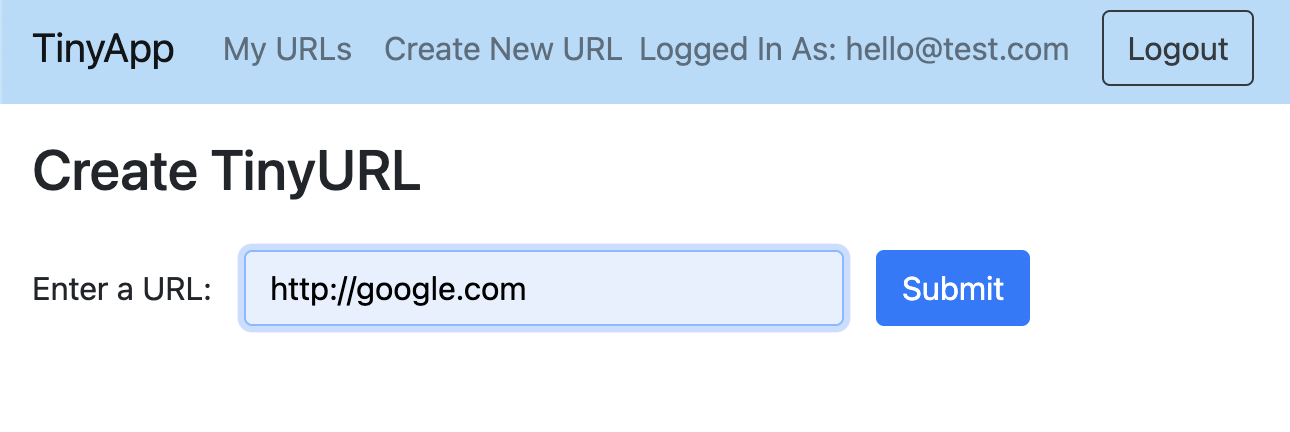 TinyApp My URLs Create New URL Logged In As: hello@test.com Logout
Create TinyURL
Enter a URL: http://google.com Submit